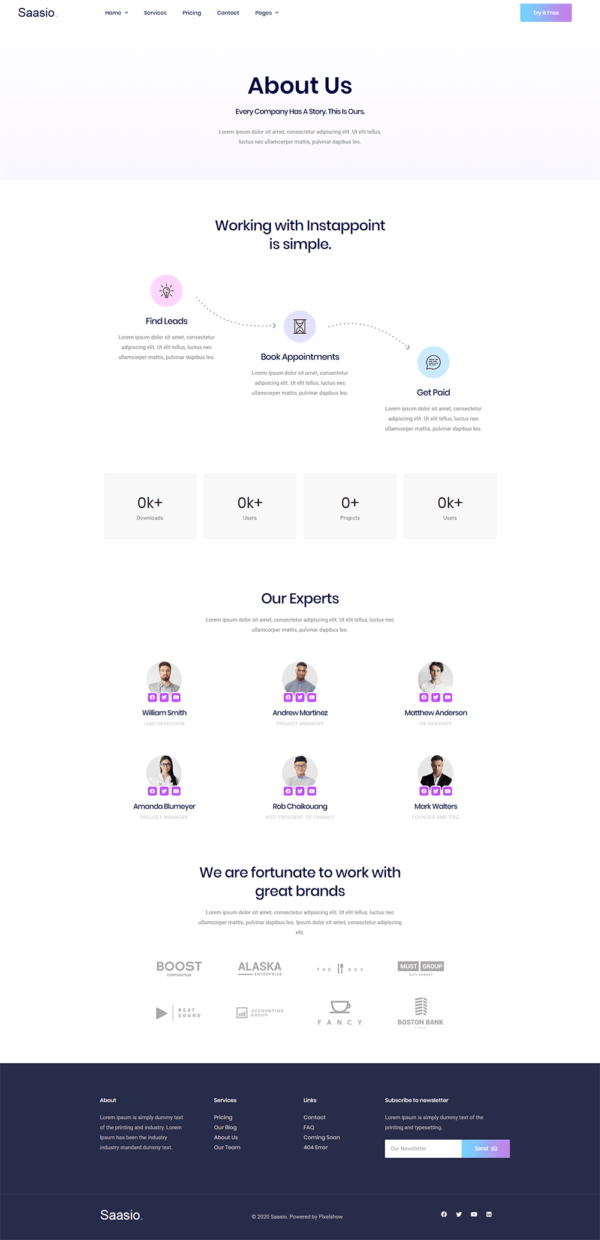 Saasio.
Home
Services
Pricing
Contact
Pages
Try It Free
About Us
Every Company Has A Story. This Is Ours.
Lorem ipsum dolor sit amet, consectetur adipiscing elit. Ut elit tellus,
luctus nec ullamcorper mattis, pulvinar dapibus leo.
Working with Instappoint
is simple.
Find Leads
Lorem ipsum dolor sit amet, consectetur
adipiscing elit. Ut elit tellus, luctus nec
ullamcorper mattis, pulvinar dapibus leo.
Book Appointments
Lorem ipsum dolor sit amet, consectetur
adipiscing elit. Ut elit tellus, luctus nec
ullamcorper mattis, pulvinar dapibus leo.
Get Paid
Lorem ipsum dolor sit amet, consectetur
adipiscing elit. Ut elit tellus, luctus nec
ullamcorper mattis, pulvinar dapibus leo.
0k+
Downloads
0k+
Users
0+
Projects
0k+
Users
Our Experts
Lorem ipsum dolor sit amet, consectetur adipiscing elit. Ut elit tellus, luctus nec
ullamcorper mattis, pulvinar dapibus leo.
William Smith
LEAD DEVELOPER
Andrew Martinez
PROJECT MANAGER
Matthew Anderson
UX DESIGNER
Amanda Blumeyer
PROJECT MANAGER
Rob Chaikouang
VICE PRESIDENT OF FINANCE
Mark Walters
FOUNDER AND CEO
We are fortunate to work with
great brands
Lorem ipsum dolor sit amet, consectetur adipiscing elit. Ut elit tellus, luctus nec
ullamcorper mattis, pulvinar dapibus leo. Ipsum dolor sit amet, consectetur adipiscing
elit.
BOOST
CORPORATION
ALASKA
ENTERPRISE
THE BOX
MUST GROUP
CITY AGENCY
BEAT
SOUND
ACCOUNTING
GROUP
FANCY
BOSTON BANK
About
Lorem Ipsum is simply dummy text
of the printing and industry. Lorem
Ipsum has been the industry
industry standard dummy text.
Services
Pricing
Our Blog
About Us
Our Team
Links
Contact
FAQ
Coming Soon
404 Error
Subscribe to newsletter
Lorem Ipsum is simply dummy text of the
printing and typesetting.
Our Newsletter
Send
Saasio.
© 2020 Saasio. Powered by Pixelshow